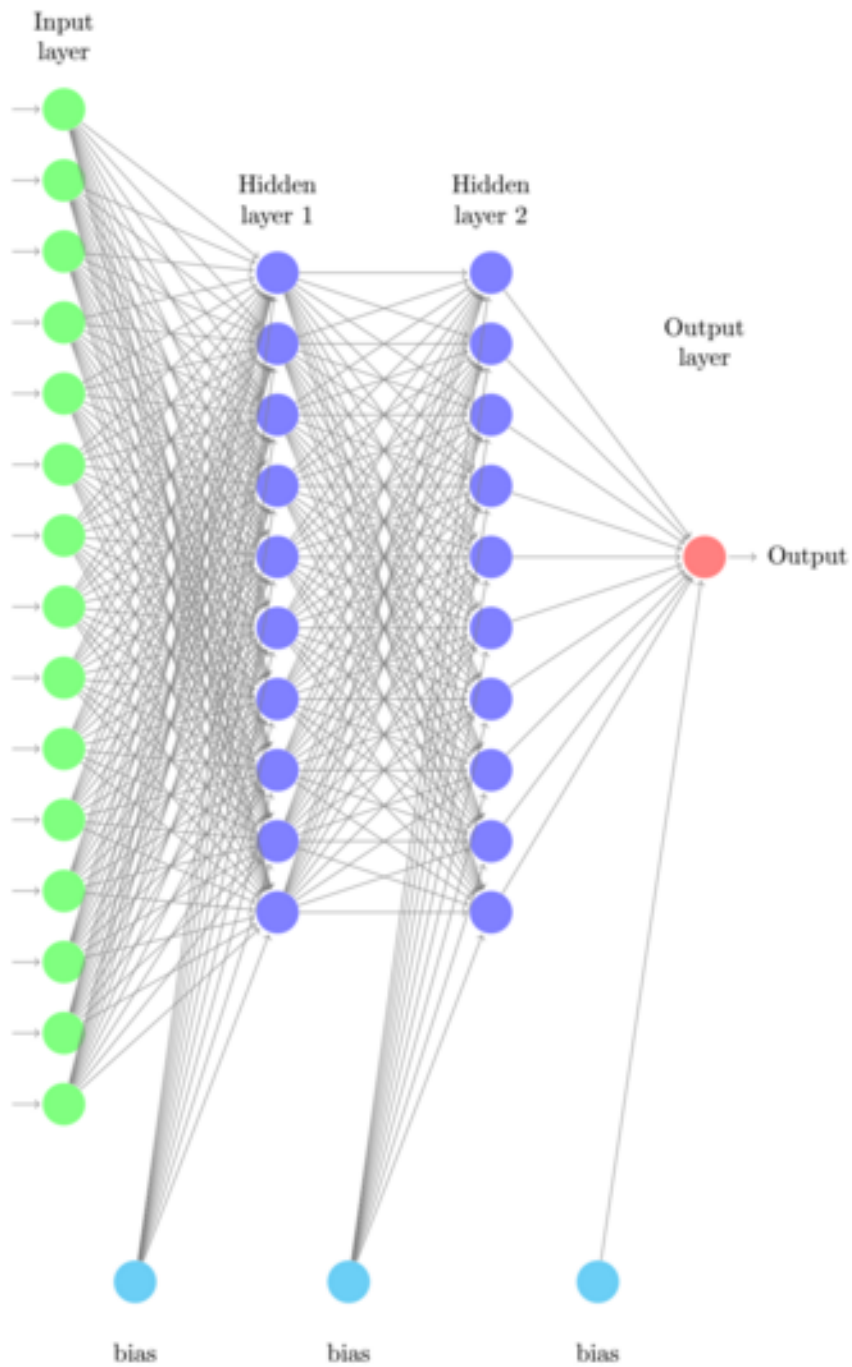 Input
layer
Hidden
layer 1
Hidden
layer 2
Output
layer
Output
bias
bias
bias